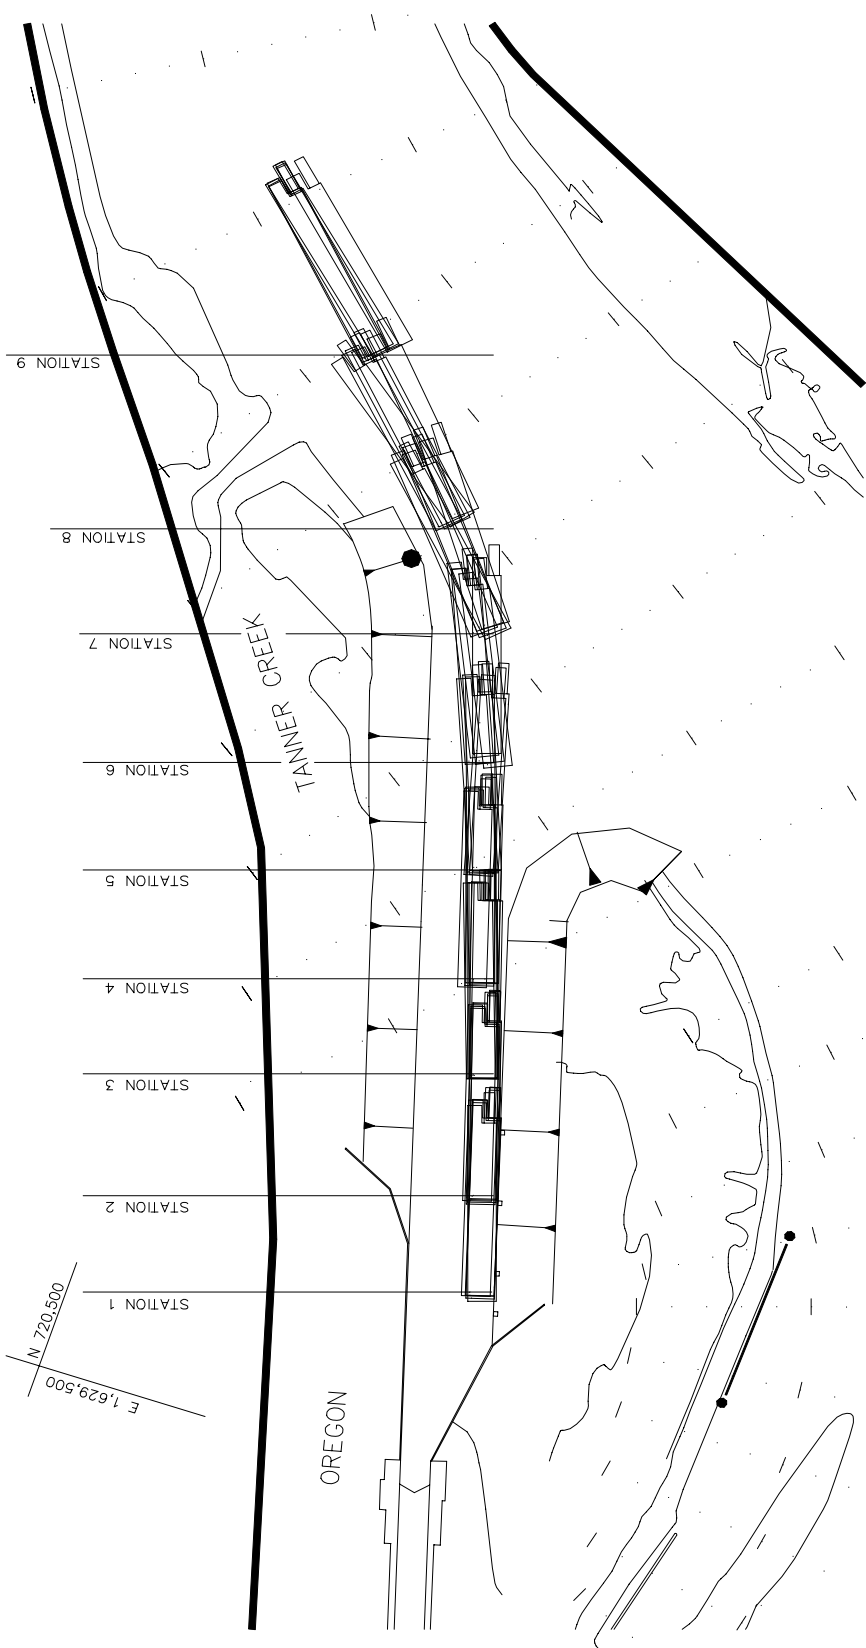 STATION 9
STATION 8
STATION 7
TANNER CREEK
STATION 6
STATION 5
STATION 4
STATION 3
STATION 2
STATION 1
N 720,500
E 1,629,500
OREGON